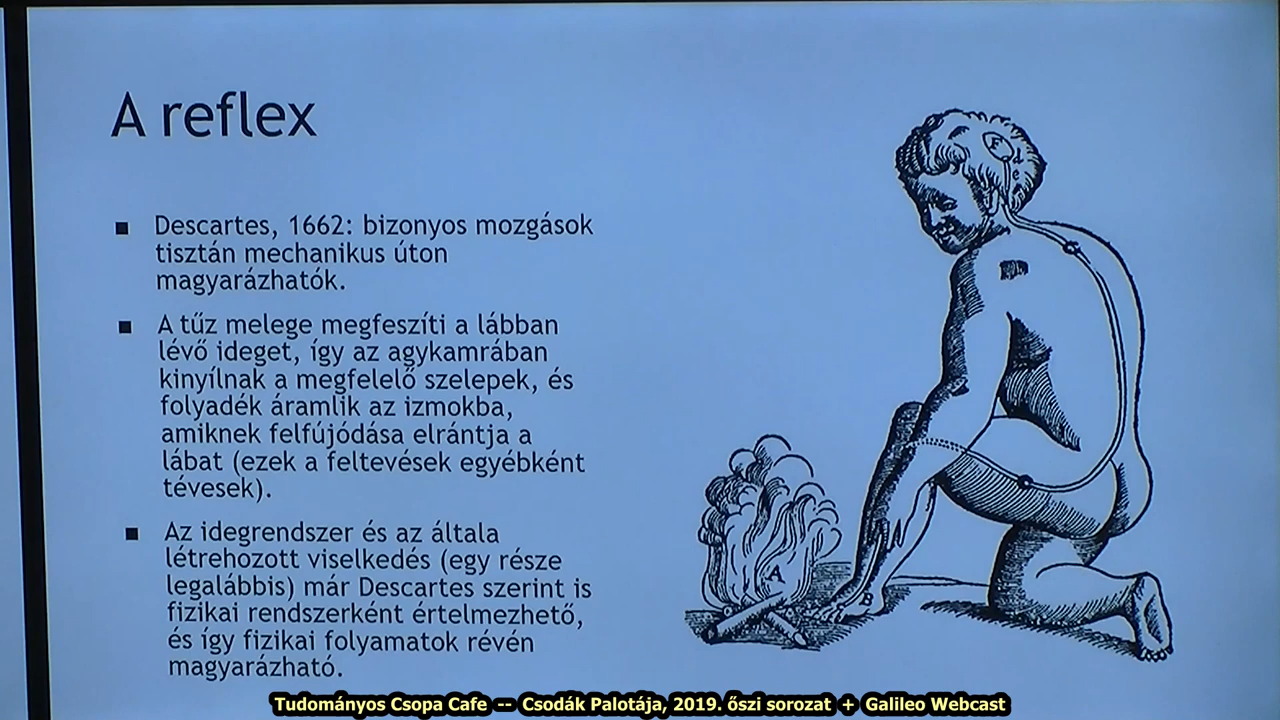 A reflex
Descartes, 1662: bizonyos mozgások
tisztán mechanikus úton
magyarázhatók.
A tűz melege megfeszíti a lábban
lévő ideget, így az agykamrában
kinyílnak a megfelelő szelepek, és
folyadék áramlik az izmokba,
amiknek felfújódása elrántja a
lábat (ezek a feltevések egyébként
tévesek).
Az idegrendszer és az általa
létrehozott viselkedés (egy része
legalábbis) már Descartes szerint is
fizikai rendszerként értelmezhető,
és így fizikai folyamatok révén
magyarázható.
F
A
B
Tudományos Csopa Cafe -- Csodák Palotája, 2019. őszi sorozat + Galileo Webcast